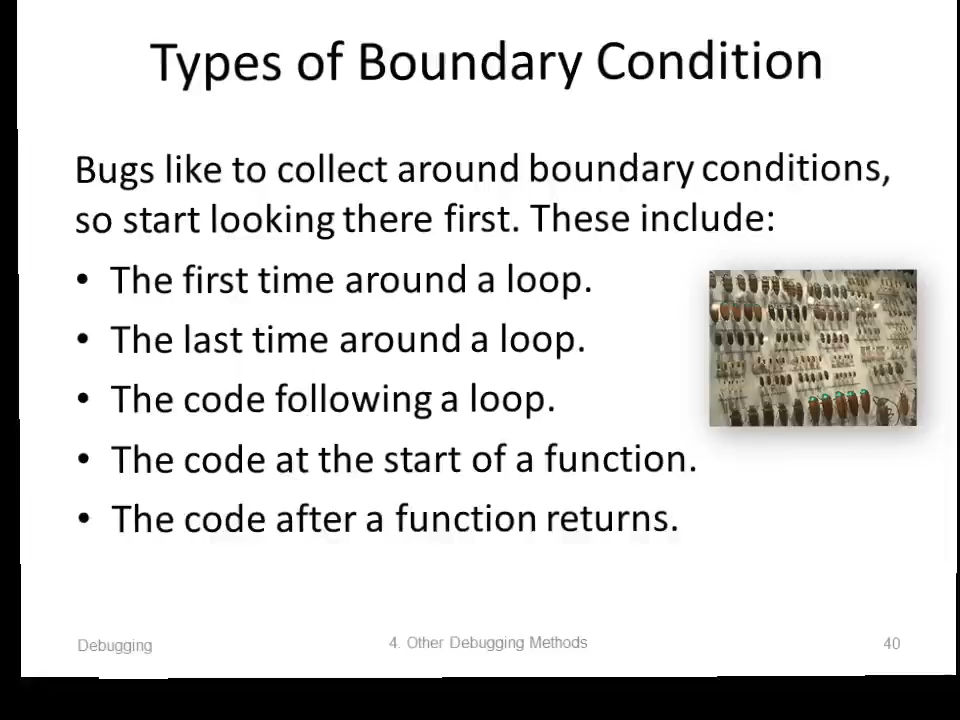 Types of Boundary Condition
Bugs like to collect around boundary conditions,
so start looking there first. These include:
• The first time around a loop.
• The last time around a loop.
• The code following a loop.
• The code at the start of a function.
• The code after a function returns.
Debugging
4. Other Debugging Methods
40